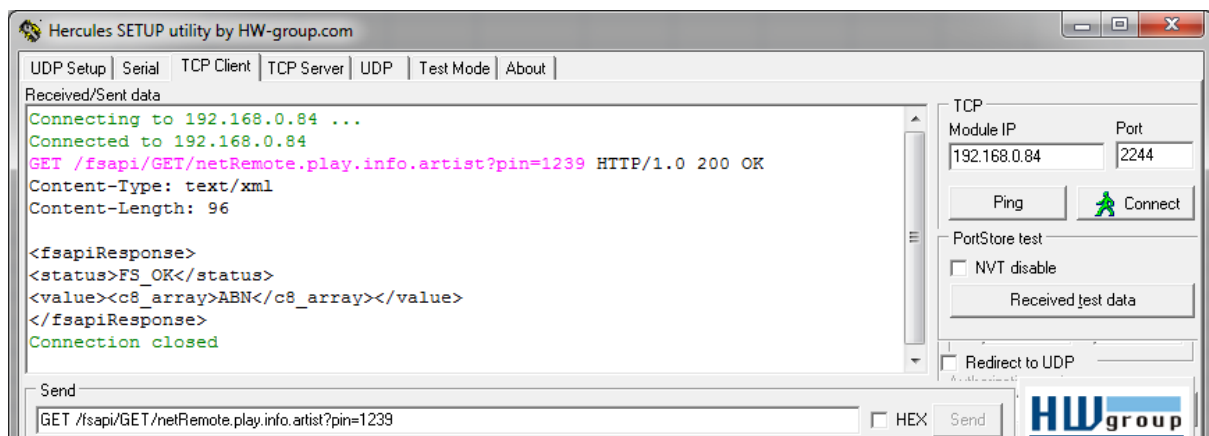 Hercules SETUP utility by HW-group.com
UDP Setup Serial TCP Client TCP Server UDP Test Mode About
Received/Sent data
Connecting to 192.168.0.84 ...
Connected to 192.168.0.84
GET /fsapi/GET/netRemote.play.info.artist?pin=1239 HTTP/1.0 200 OK
Content-Type: text/xml
Content-Length: 96
<fsapiResponse>
<status>FS_OK</status>
<value><c8_array>ABN</c8_array></value>
</fsapiResponse>
Connection closed
TCP
Module IP Port
192.168.0.84 2244
Ping Connect
PortStore test
NVT disable
Received test data
Redirect to UDP
Send
GET /fsapi/GET/netRemote.play.info.artist?pin=1239 HEX Send
HWgroup